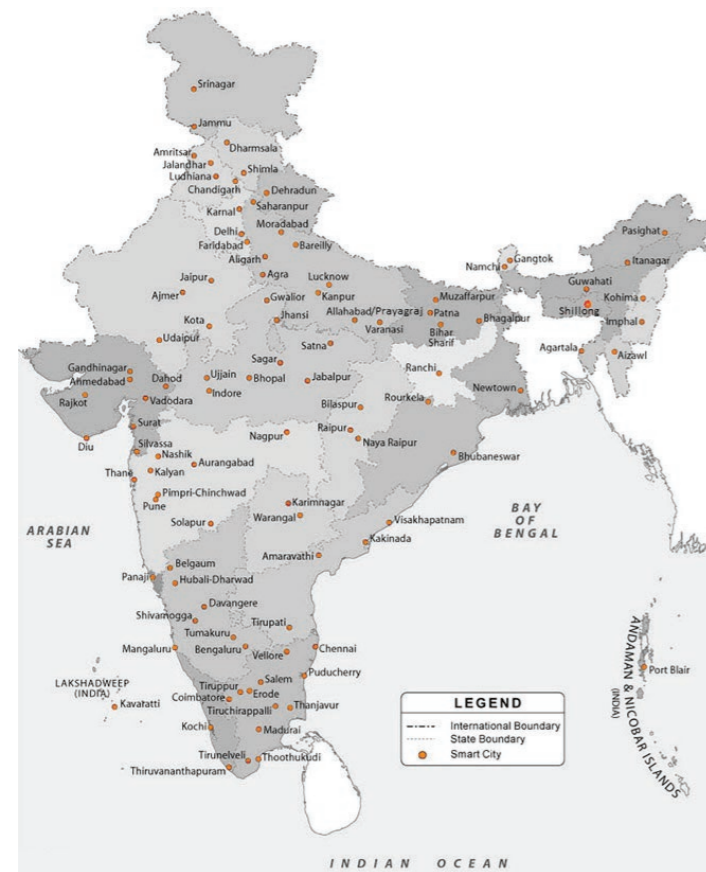 Srinagar
Jammu
Dharmsala
Amritsar
Jalandhar
Shimla
Ludhiana
Chandigarh
Dehradun
Saharanpur
Karnal
Moradabad
Delhi
Faridabad
Bareilly
Aligarh
Pasighat
Gangtok
Itanagar
Namchi
Jaipur
Agra
Lucknow
Guwahati
Ajmer
Gwalior
Kanpur
Muzaffarpur
Kohima
Shillong
Kota
Jhansi
Allahabad/Prayagraj
Patna
Bhagalpur
Imphal
Varanasi
Bihar
Sharif
Udaipur
Satna
Agartala
Aizawl
Gandhinagar
Sagar
Ranchi
Ahmedabad
Dahod
Ujjain
Bhopal
Jabalpur
Newtown
Rajkot
Vadodara
Indore
Rourkela
Bilaspur
Surat
Raipur
Diu
Nagpur
Naya Raipur
Silvassa
Nashik
Bhubaneswar
Aurangabad
Thane
Kalyan
Pimpri-Chinchwad
Pune
Karimnagar
BAY
OF
BENGAL
Warangal
Solapur
Visakhapatnam
ARABIAN
SEA
Kakinada
Amaravathi
Belgaum
Panaji
Hubali-Dharwad
Davangere
Shivamogga
Tirupati
Tumakuru
Mangaluru
Bengaluru
Chennai
Vellore
Puducherry
LAKSHADWEEP
(INDIA)
Salem
Tiruppur
Erode
Coimbatore
Kavaratti
Tiruchirappalli
Thanjavur
Kochi
Madurai
Tirunelveli
Thoothukudi
Thiruvananthapuram
Port Blair
ANDAMAN & NICOBAR ISLANDS
(INDIA)
LEGEND
International Boundary
State Boundary
Smart City
INDIAN OCEAN